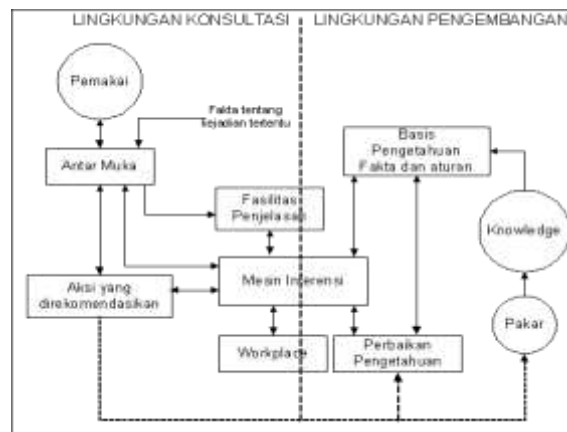 LINGKUNGAN KONSULTASI
LINGKUNGAN PENGEMBANGAN
Pemakai
Fakta tentang
kejadian tertentu
Antar Muka
Basis
Pengetahuan
Fakta dan aturan
Fasilitas
Penjelasan
Knowledge
Mesin Inferensi
Aksi yang
direkomendasikan
Pakar
Workplace
Perbaikan
Pengetahuan